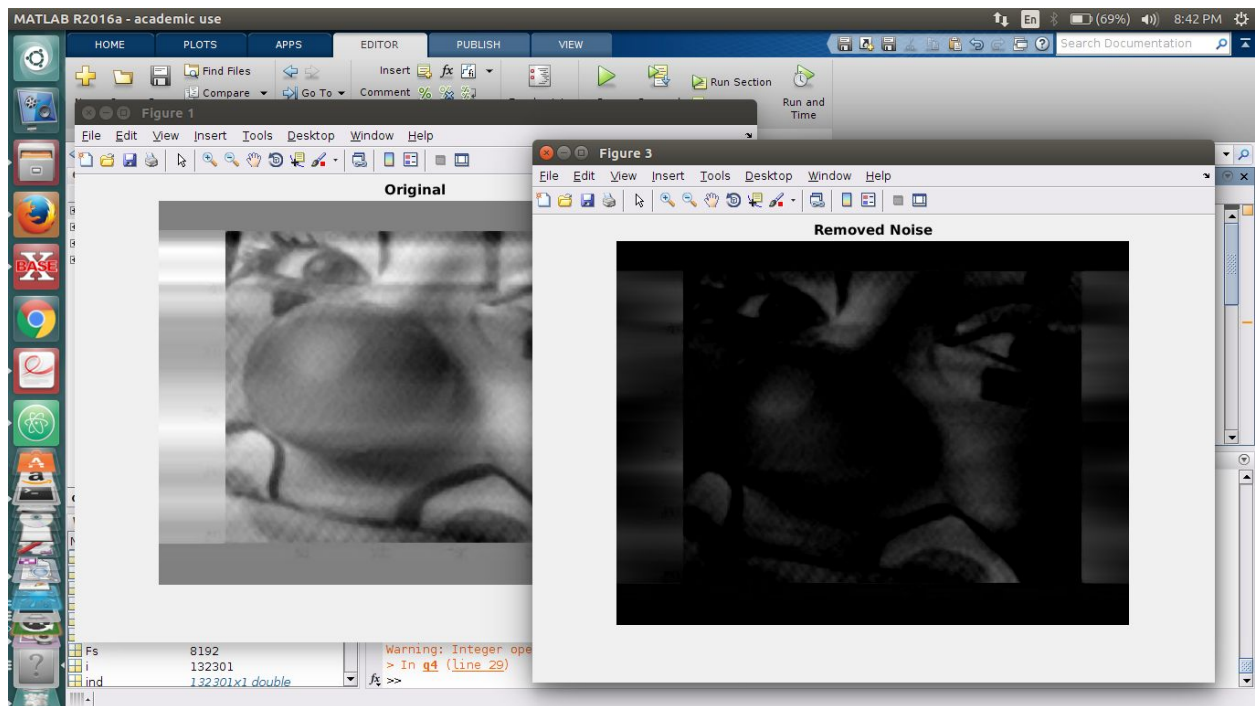 MATLAB R2016a - academic use
En (69%) 8:42 PM
HOME PLOTS APPS EDITOR PUBLISH VIEW
Search Documentation
Find Files
Insert fx
Compare Go To Comment %
Run Section
Run and
Time
Figure 1
File Edit View Insert Tools Desktop Window Help
Original
Figure 3
File Edit View Insert Tools Desktop Window Help
Removed Noise
BASE
Fs 8192
i 132301
ind 132301x1 double
Warning: Integer ope
> In q4 (line 29)
fx >>